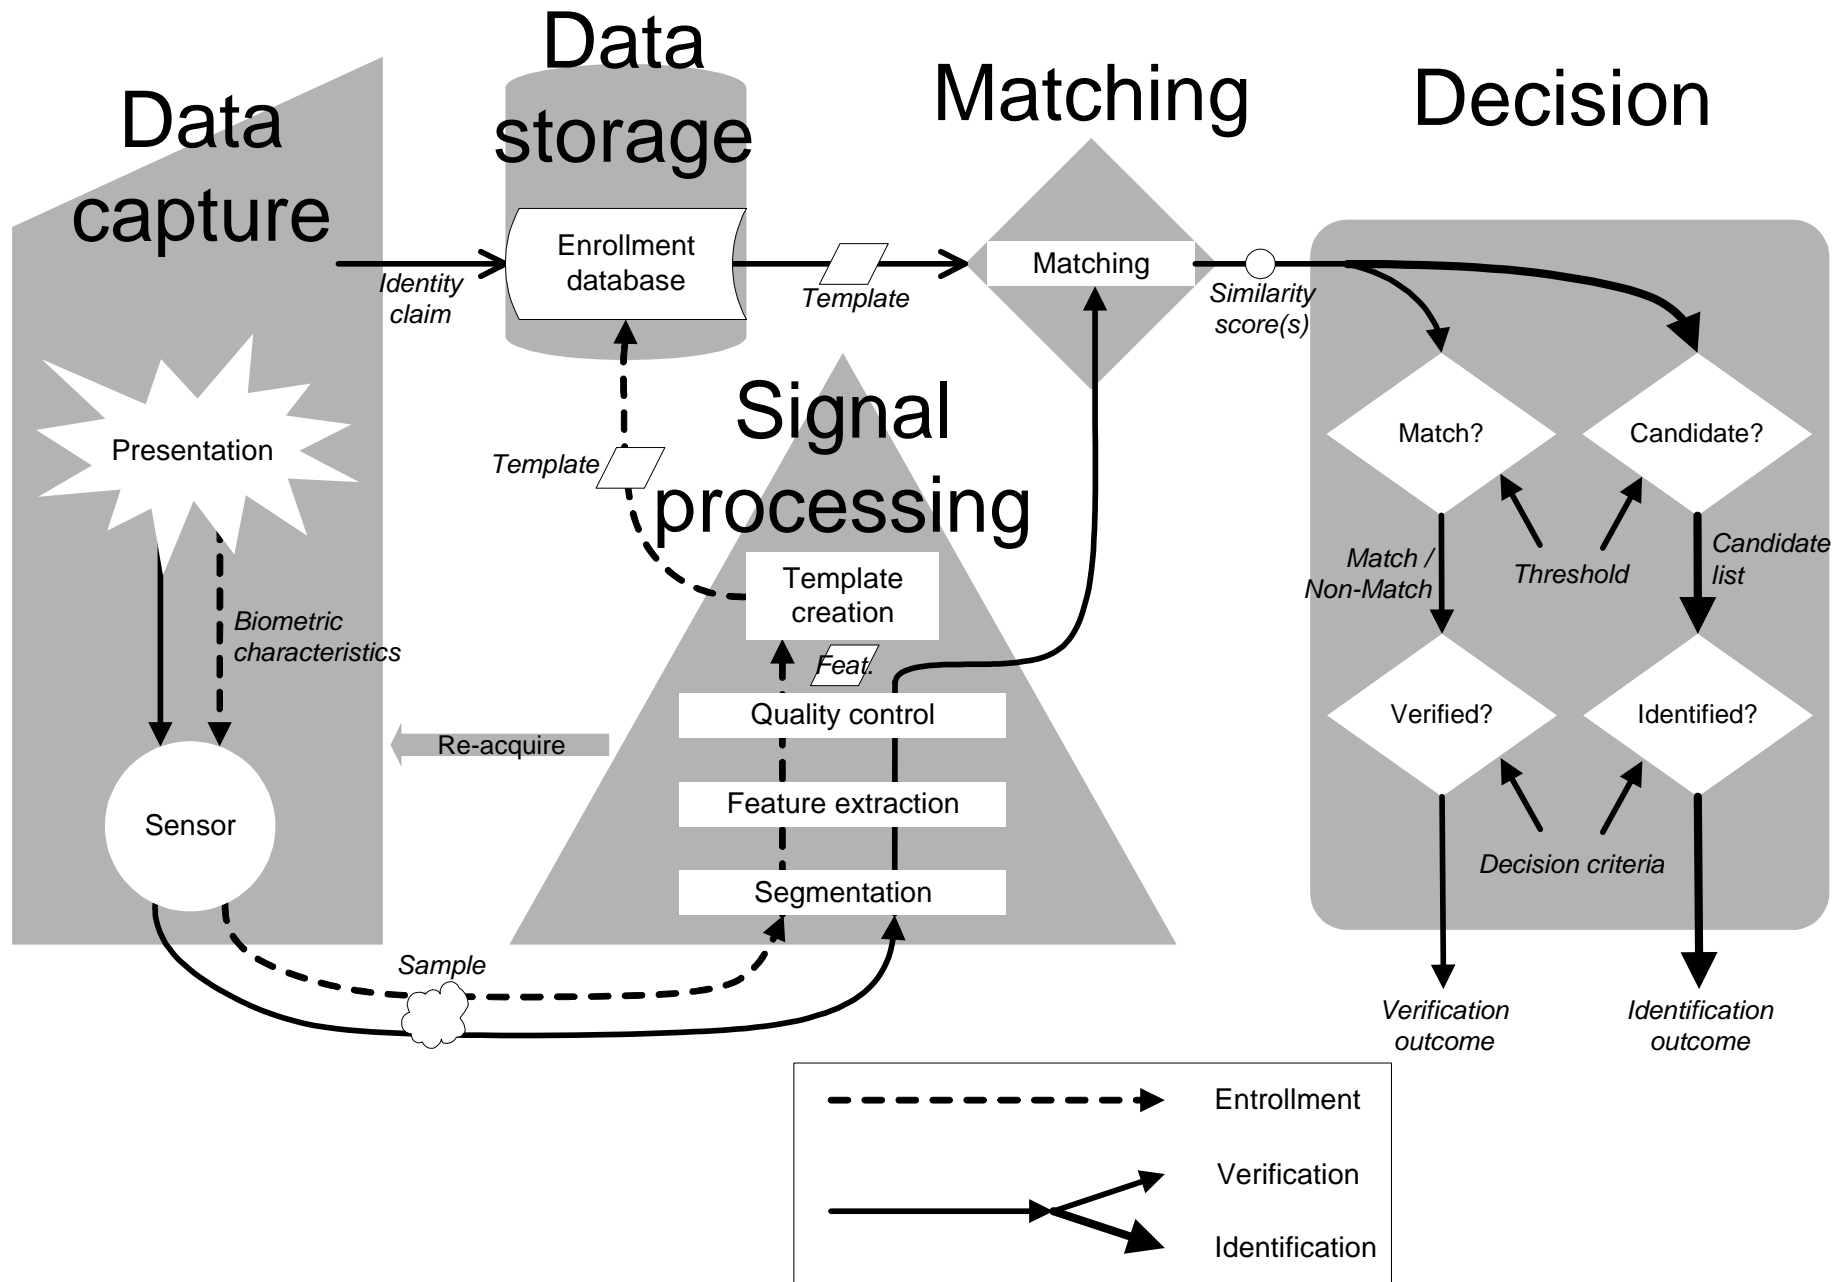 Data
capture
Data
storage
Matching
Decision
Identity
claim
Enrollment
database
Template
Matching
Similarity
score(s)
Presentation
Template
Signal
processing
Match?
Candidate?
Match /
Non-Match
Threshold
Candidate
list
Biometric
characteristics
Template
creation
Feat.
Quality control
Re-acquire
Feature extraction
Segmentation
Sensor
Verified?
Identified?
Decision criteria
Sample
Verification
outcome
Identification
outcome
Entrollment
Verification
Identification